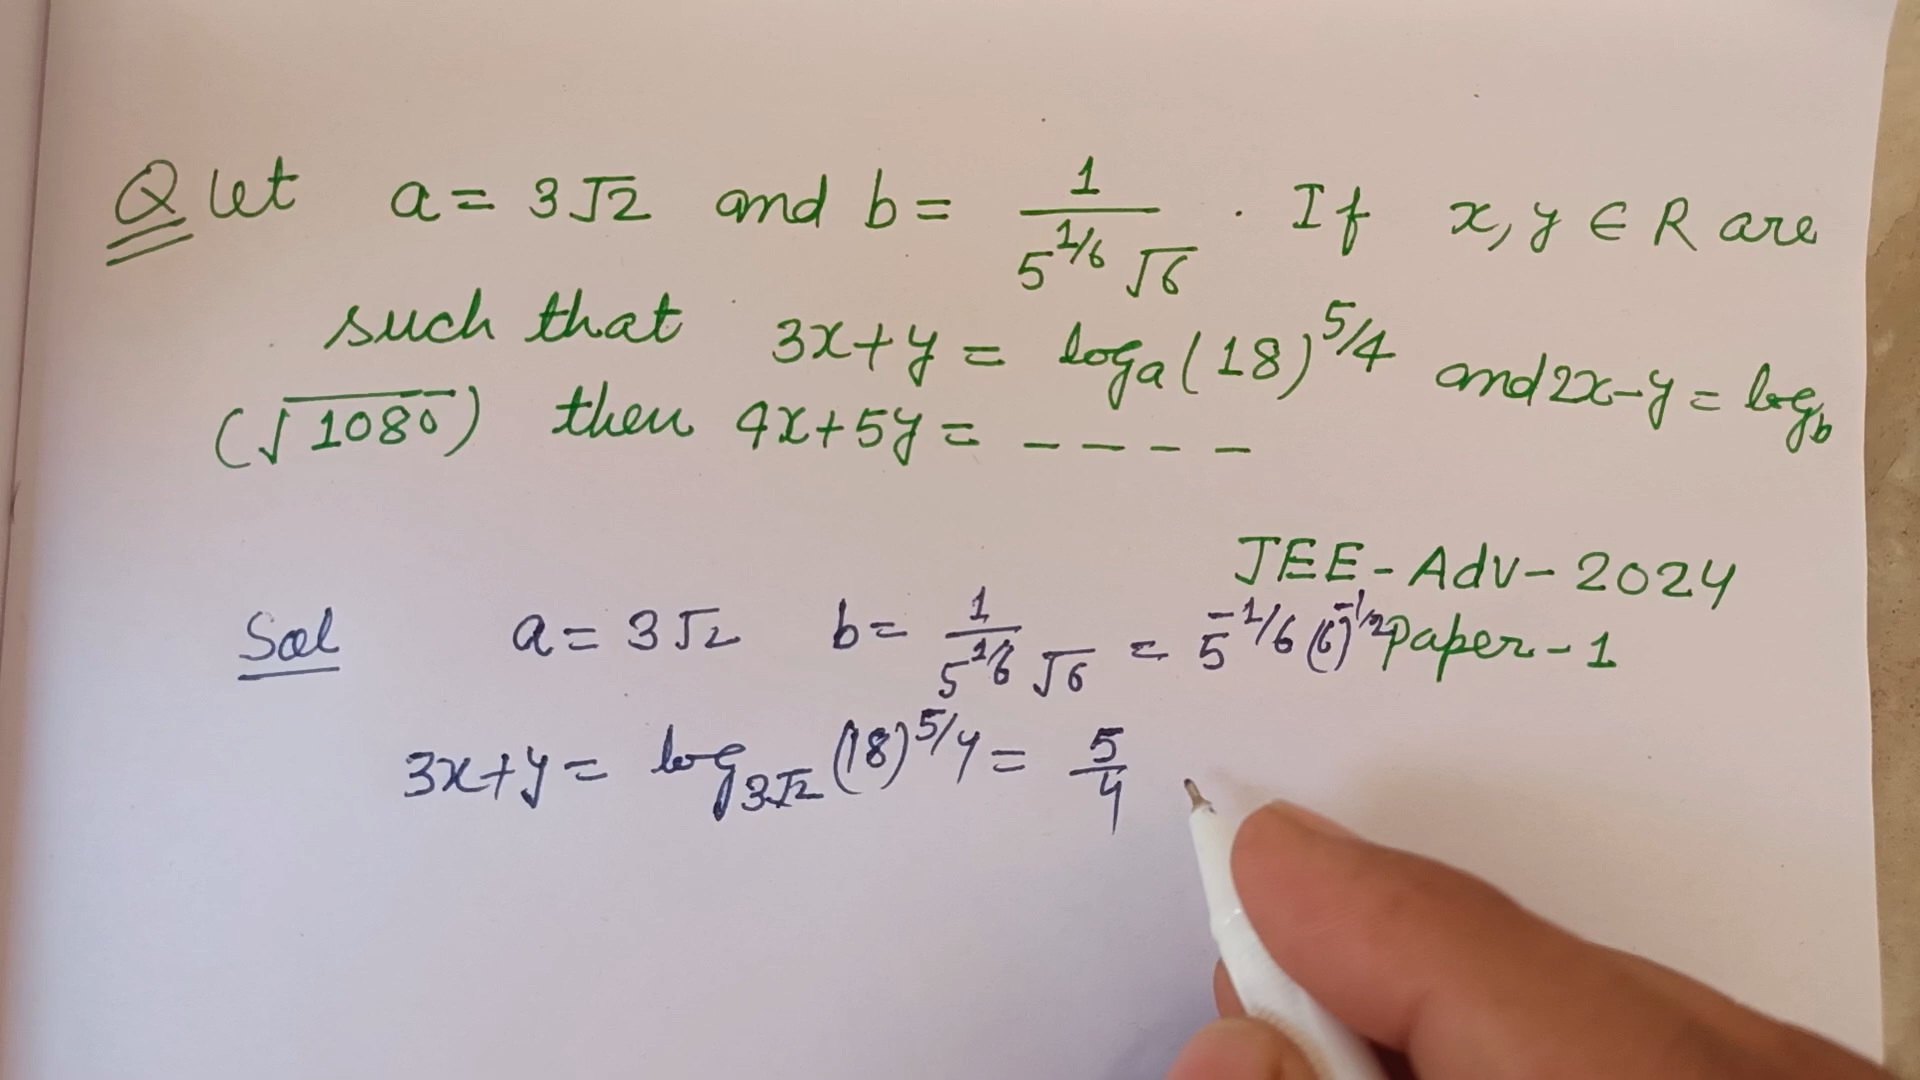 Q Let a = 3√2 and b = 1/(5^{1/6} √6) . If x, y ∈ R are
such that 3x+y = log_a (18)^{5/4} and 2x-y = log_b
(√1080) then 4x+5y = - - - -
JEE-Adv-2024
Sol a = 3√2 b = 1/(5^{1/6} √6) = 5^{-1/6} (6)^{-1/2} Paper-1
3x+y = log_{3√2} (18)^{5/4} = 5/4